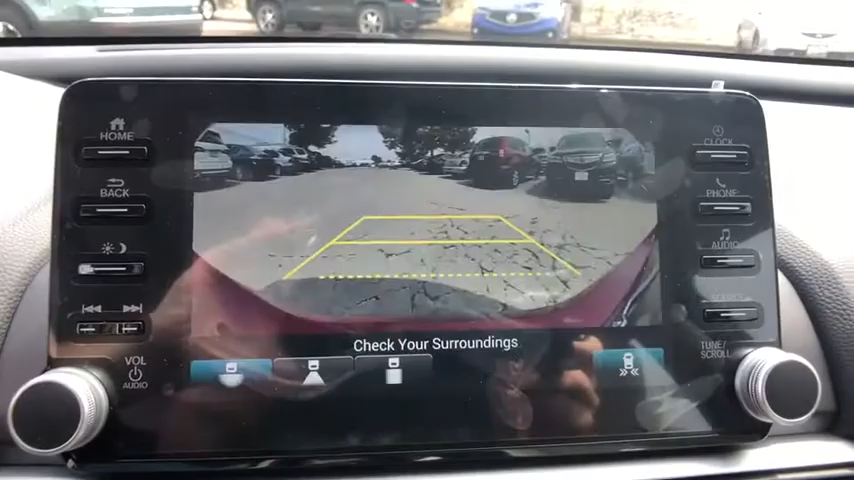 HOME
BACK
VOL
AUDIO
Check Your Surroundings
CLOCK
PHONE
AUDIO
TUNE/
SCROLL